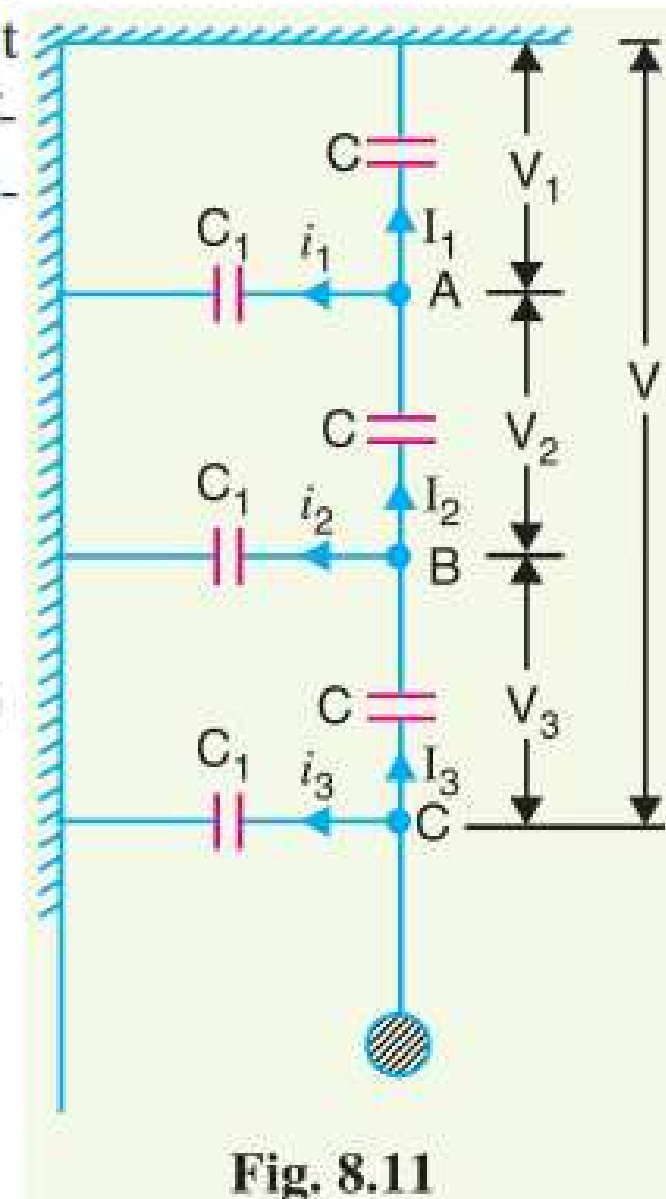 t
C
V₁
C₁ i₁ I₁
A
V
C
V₂
C₁ i₂ I₂
B
C
V₃
C₁ i₃ I₃
C
Fig. 8.11